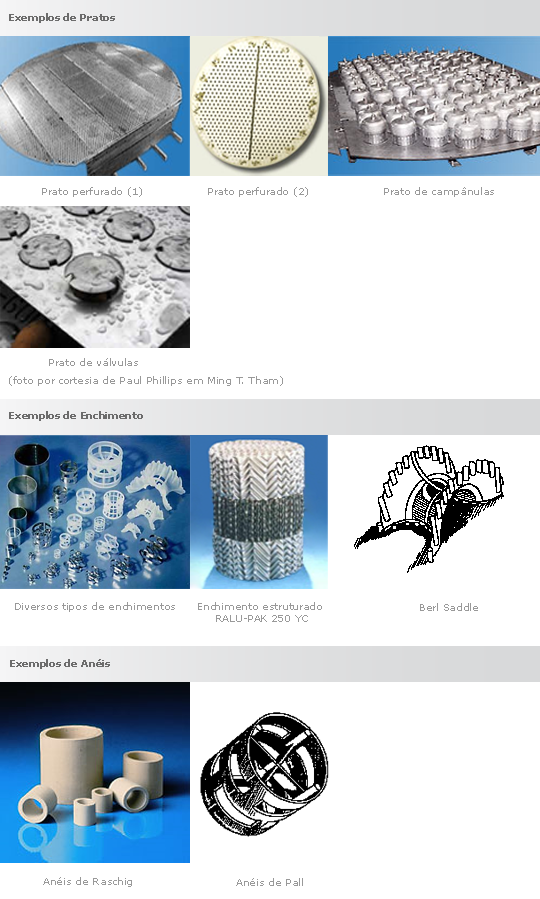 Exemplos de Pratos
Prato perfurado (1)
Prato perfurado (2)
Prato de campânulas
Prato de válvulas
(foto por cortesia de Paul Phillips em Ming T. Tham)
Exemplos de Enchimento
Diversos tipos de enchimentos
Enchimento estruturado
RALU-PAK 250 YC
Berl Saddle
Exemplos de Anéis
Anéis de Raschig
Anéis de Pall